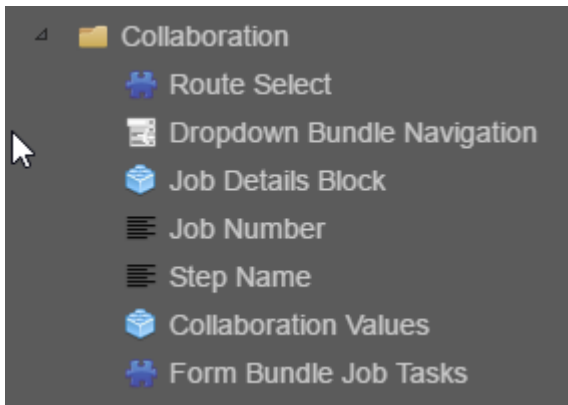 Collaboration
Route Select
Dropdown Bundle Navigation
Job Details Block
Job Number
Step Name
Collaboration Values
Form Bundle Job Tasks